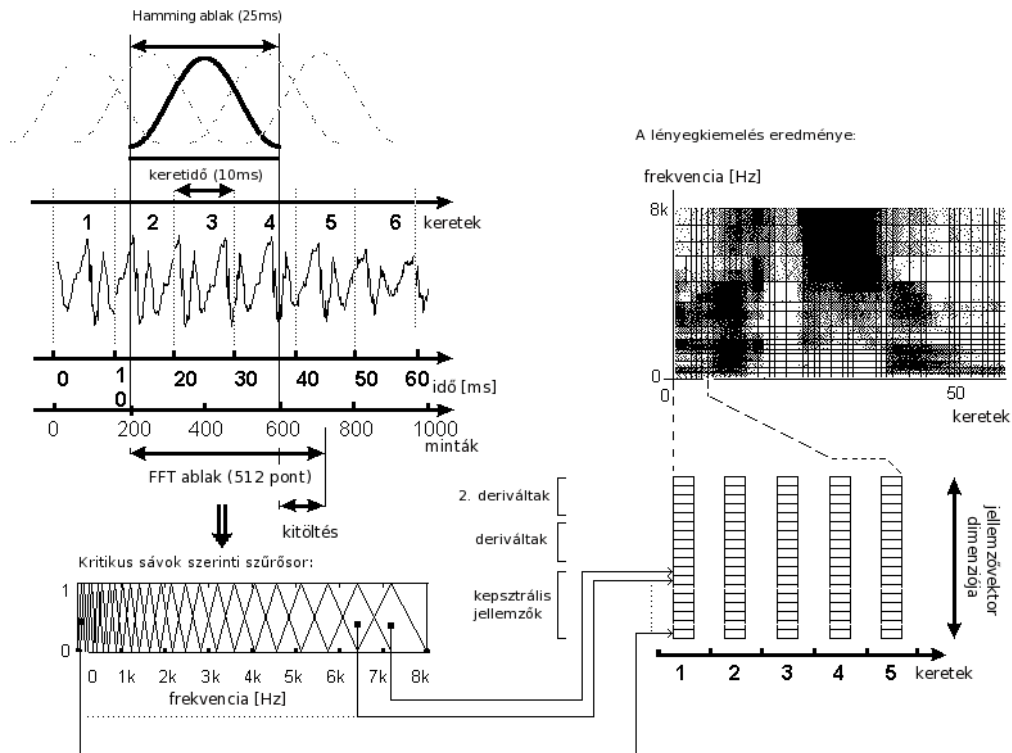 Hamming ablak (25ms)
keretidő (10ms)
1 2 3 4 5 6
keretek
0 10 20 30 40 50 60 idő [ms]
0 200 400 600 800 1000
minták
FFT ablak (512 pont)
kitöltés
Kritikus sávok szerinti szűrősor:
1
0
0 1k 2k 3k 4k 5k 6k 7k 8k
frekvencia [Hz]
A lényegkiemelés eredménye:
frekvencia [Hz]
8k
0
0 50
keretek
2. deriváltak
deriváltak
kepsztrális
jellemzők
jellemzővektor
dimenziója
1 2 3 4 5 keretek